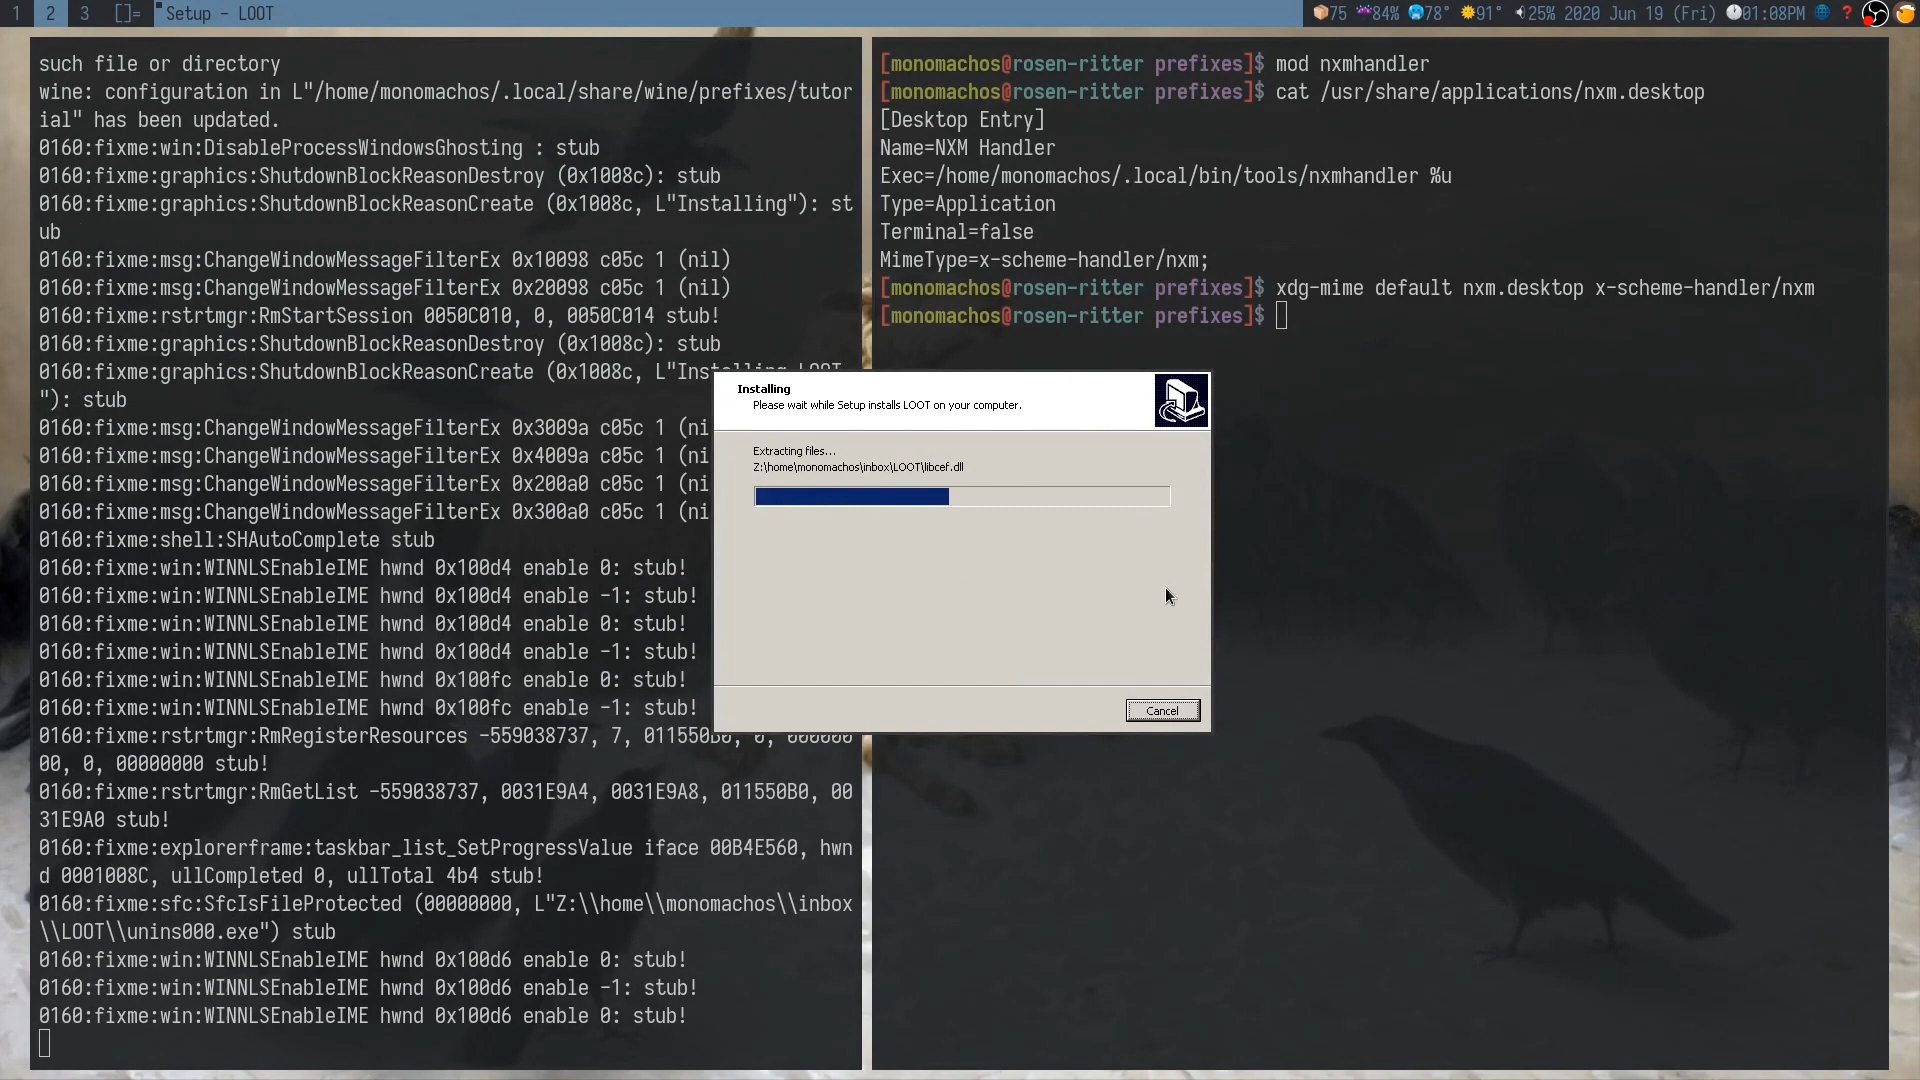 1 2 3 []= Setup - LOOT
75 84% 78° 91° 25% 2020 Jun 19 (Fri) 01:08PM ?
such file or directory
wine: configuration in L"/home/monomachos/.local/share/wine/prefixes/tutor
ial" has been updated.
0160:fixme:win:DisableProcessWindowsGhosting : stub
0160:fixme:graphics:ShutdownBlockReasonDestroy (0x1008c): stub
0160:fixme:graphics:ShutdownBlockReasonCreate (0x1008c, L"Installing"): st
ub
0160:fixme:msg:ChangeWindowMessageFilterEx 0x10098 c05c 1 (nil)
0160:fixme:msg:ChangeWindowMessageFilterEx 0x20098 c05c 1 (nil)
0160:fixme:rstrtmgr:RmStartSession 0050C010, 0, 0050C014 stub!
0160:fixme:graphics:ShutdownBlockReasonDestroy (0x1008c): stub
0160:fixme:graphics:ShutdownBlockReasonCreate (0x1008c, L"Installing LOOT
"): stub
0160:fixme:msg:ChangeWindowMessageFilterEx 0x3009a c05c 1 (ni
0160:fixme:msg:ChangeWindowMessageFilterEx 0x4009a c05c 1 (ni
0160:fixme:msg:ChangeWindowMessageFilterEx 0x200a0 c05c 1 (ni
0160:fixme:msg:ChangeWindowMessageFilterEx 0x300a0 c05c 1 (ni
0160:fixme:shell:SHAutoComplete stub
0160:fixme:win:WINNLSEnableIME hwnd 0x100d4 enable 0: stub!
0160:fixme:win:WINNLSEnableIME hwnd 0x100d4 enable -1: stub!
0160:fixme:win:WINNLSEnableIME hwnd 0x100d4 enable 0: stub!
0160:fixme:win:WINNLSEnableIME hwnd 0x100d4 enable -1: stub!
0160:fixme:win:WINNLSEnableIME hwnd 0x100fc enable 0: stub!
0160:fixme:win:WINNLSEnableIME hwnd 0x100fc enable -1: stub!
0160:fixme:rstrtmgr:RmRegisterResources -559038737, 7, 011550B0, 0, 000000
00, 0, 00000000 stub!
0160:fixme:rstrtmgr:RmGetList -559038737, 0031E9A4, 0031E9A8, 011550B0, 00
31E9A0 stub!
0160:fixme:explorerframe:taskbar_list_SetProgressValue iface 00B4E560, hwn
d 0001008C, ullCompleted 0, ullTotal 4b4 stub!
0160:fixme:sfc:SfcIsFileProtected (00000000, L"Z:\\home\\monomachos\\inbox
\\LOOT\\unins000.exe") stub
0160:fixme:win:WINNLSEnableIME hwnd 0x100d6 enable 0: stub!
0160:fixme:win:WINNLSEnableIME hwnd 0x100d6 enable -1: stub!
0160:fixme:win:WINNLSEnableIME hwnd 0x100d6 enable 0: stub!
[monomachos@rosen-ritter prefixes]$ mod nxmhandler
[monomachos@rosen-ritter prefixes]$ cat /usr/share/applications/nxm.desktop
[Desktop Entry]
Name=NXM Handler
Exec=/home/monomachos/.local/bin/tools/nxmhandler %u
Type=Application
Terminal=false
MimeType=x-scheme-handler/nxm;
[monomachos@rosen-ritter prefixes]$ xdg-mime default nxm.desktop x-scheme-handler/nxm
[monomachos@rosen-ritter prefixes]$
Installing
Please wait while Setup installs LOOT on your computer.
Extracting files...
Z:\home\monomachos\inbox\LOOT\libcef.dll
Cancel